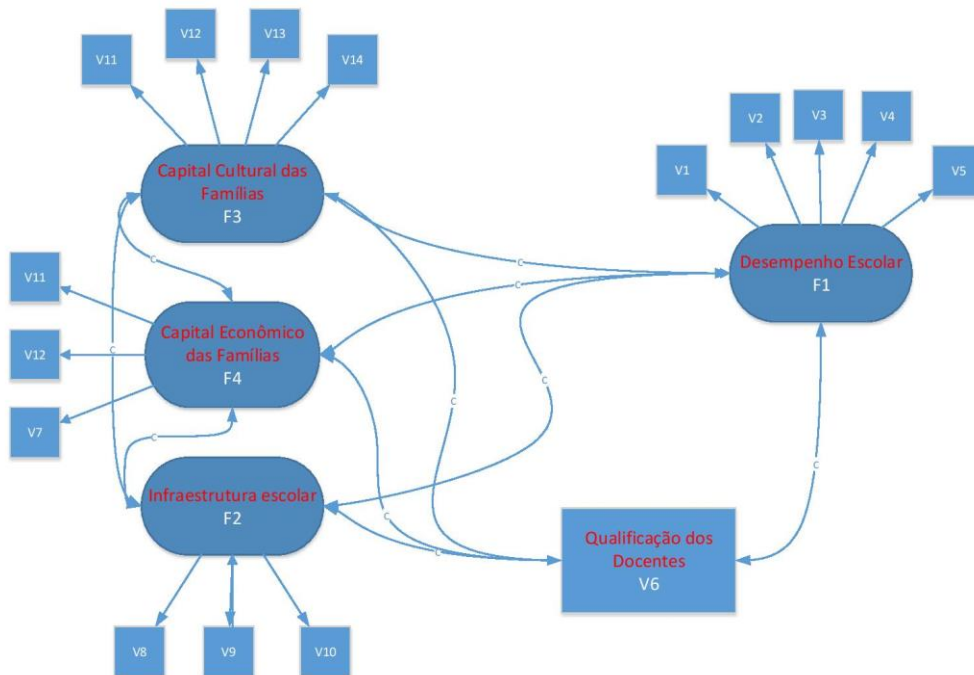 V11
V12
V13
V14
Capital Cultural das
Famílias
F3
V1
V2
V3
V4
V5
Desempenho Escolar
F1
c
c
c
V11
V12
V7
Capital Econômico
das Famílias
F4
c
c
c
c
c
Infraestrutura escolar
F2
c
c
Qualificação dos
Docentes
V6
V8
V9
V10